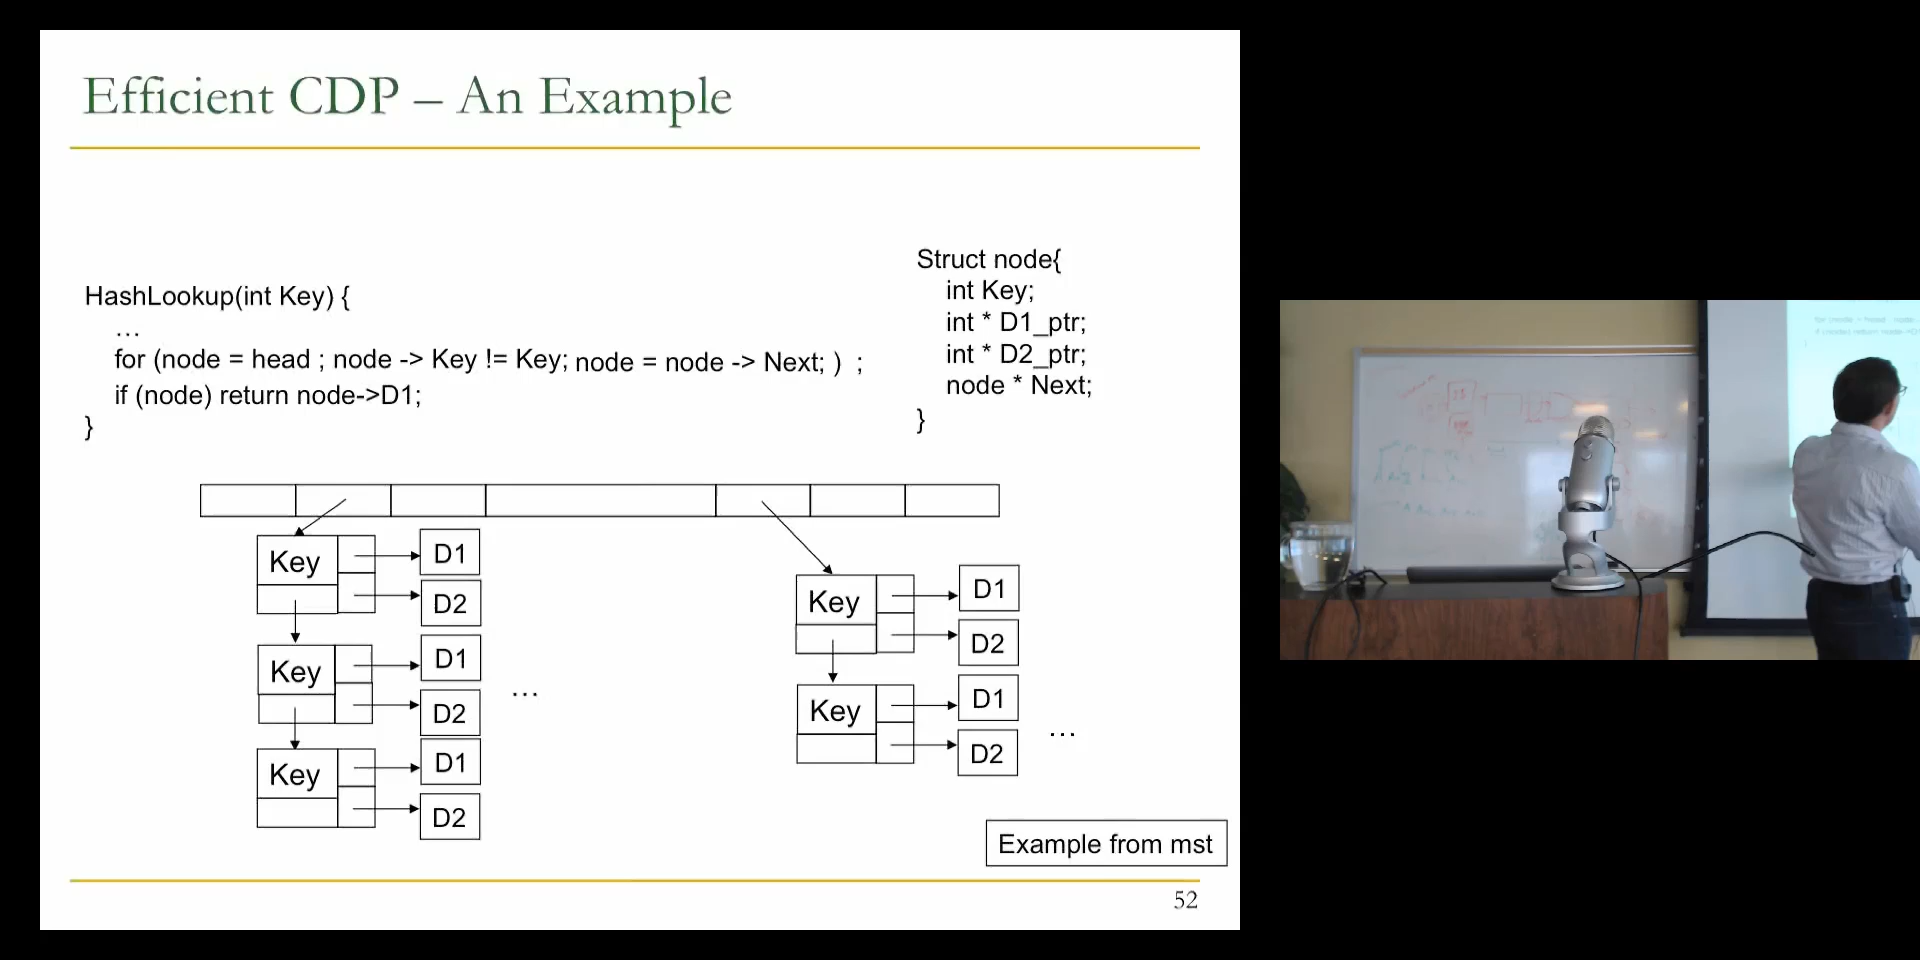 Efficient CDP – An Example
HashLookup(int Key) {
…
for (node = head ; node -> Key != Key; node = node -> Next; ) ;
if (node) return node->D1;
}
Struct node{
int Key;
int * D1_ptr;
int * D2_ptr;
node * Next;
}
Key
D1
D2
Key
D1
D2
…
Key
D1
D2
Key
D1
D2
Key
D1
D2
…
Example from mst
52